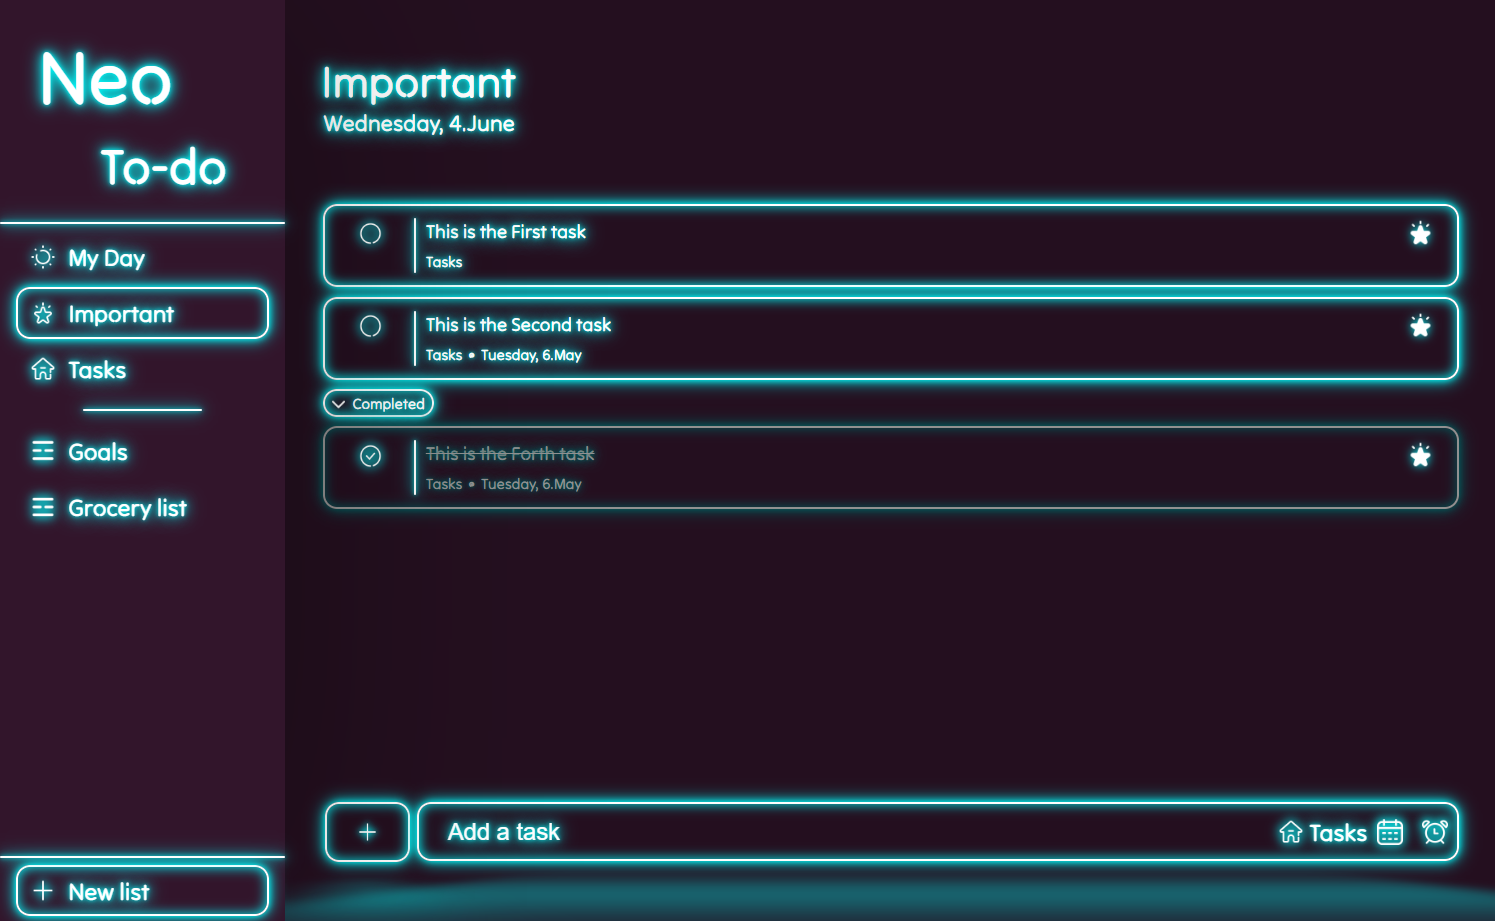 Neo
To-do
My Day
Important
Tasks
Goals
Grocery list
New list
Important
Wednesday, 4.June
This is the First task
Tasks
This is the Second task
Tasks • Tuesday, 6.May
Completed
This is the Forth task
Tasks • Tuesday, 6.May
Add a task
Tasks